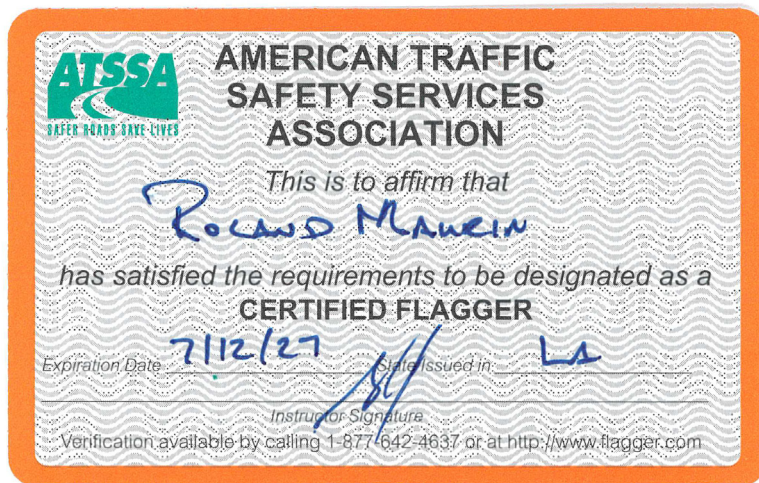 ATSSA
SAFER ROADS SAVE LIVES
AMERICAN TRAFFIC
SAFETY SERVICES
ASSOCIATION
This is to affirm that
ROLAND MAURIN
has satisfied the requirements to be designated as a
CERTIFIED FLAGGER
Expiration Date 7/12/27 State Issued in LA
Instructor Signature
Verification available by calling 1-877-642-4637 or at http://www.flagger.com